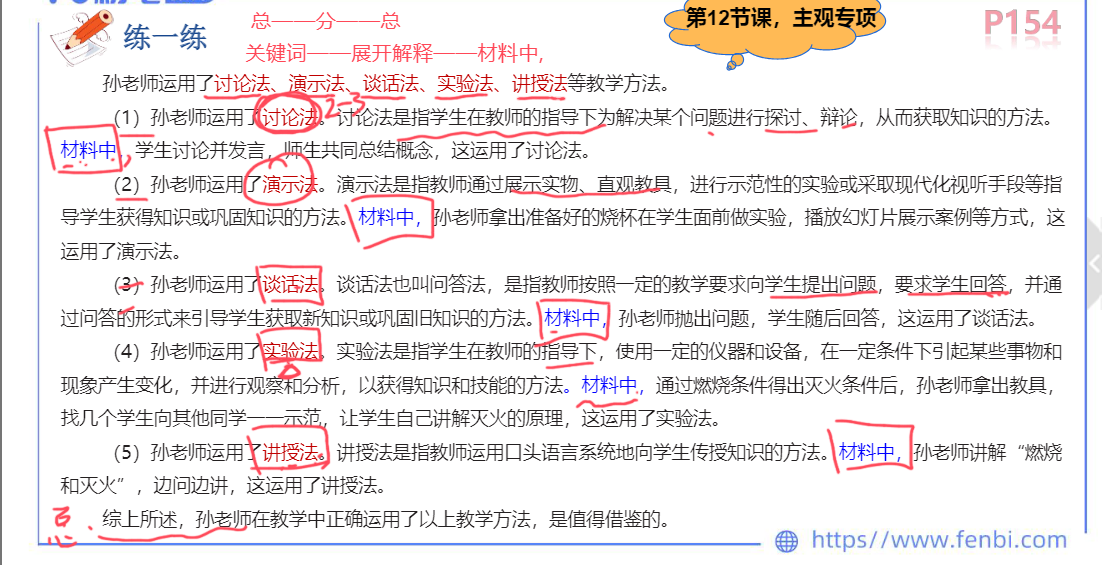 练一练
总——分——总
关键词——展开解释——材料中，
第12节课，主观专项
P154
孙老师运用了讨论法、演示法、谈话法、实验法、讲授法等教学方法。
（1）孙老师运用了讨论法。讨论法是指学生在教师的指导下为解决某个问题进行探讨、辩论，从而获取知识的方法。
2-3
材料中，学生讨论并发言，师生共同总结概念，这运用了讨论法。
（2）孙老师运用了演示法。演示法是指教师通过展示实物、直观教具，进行示范性的实验或采取现代化视听手段等指
导学生获得知识或巩固知识的方法。材料中，孙老师拿出准备好的烧杯在学生面前做实验，播放幻灯片展示案例等方式，这
运用了演示法。
（3）孙老师运用了谈话法。谈话法也叫问答法，是指教师按照一定的教学要求向学生提出问题，要求学生回答，并通
过问答的形式来引导学生获取新知识或巩固旧知识的方法。材料中，孙老师抛出问题，学生随后回答，这运用了谈话法。
（4）孙老师运用了实验法。实验法是指学生在教师的指导下，使用一定的仪器和设备，在一定条件下引起某些事物和
现象产生变化，并进行观察和分析，以获得知识和技能的方法。材料中，通过燃烧条件得出灭火条件后，孙老师拿出教具，
找几个学生向其他同学一一示范，让学生自己讲解灭火的原理，这运用了实验法。
（5）孙老师运用了讲授法。讲授法是指教师运用口头语言系统地向学生传授知识的方法。材料中，孙老师讲解“燃烧
和灭火”，边问边讲，这运用了讲授法。
总
综上所述，孙老师在教学中正确运用了以上教学方法，是值得借鉴的。
https//www.fenbi.com